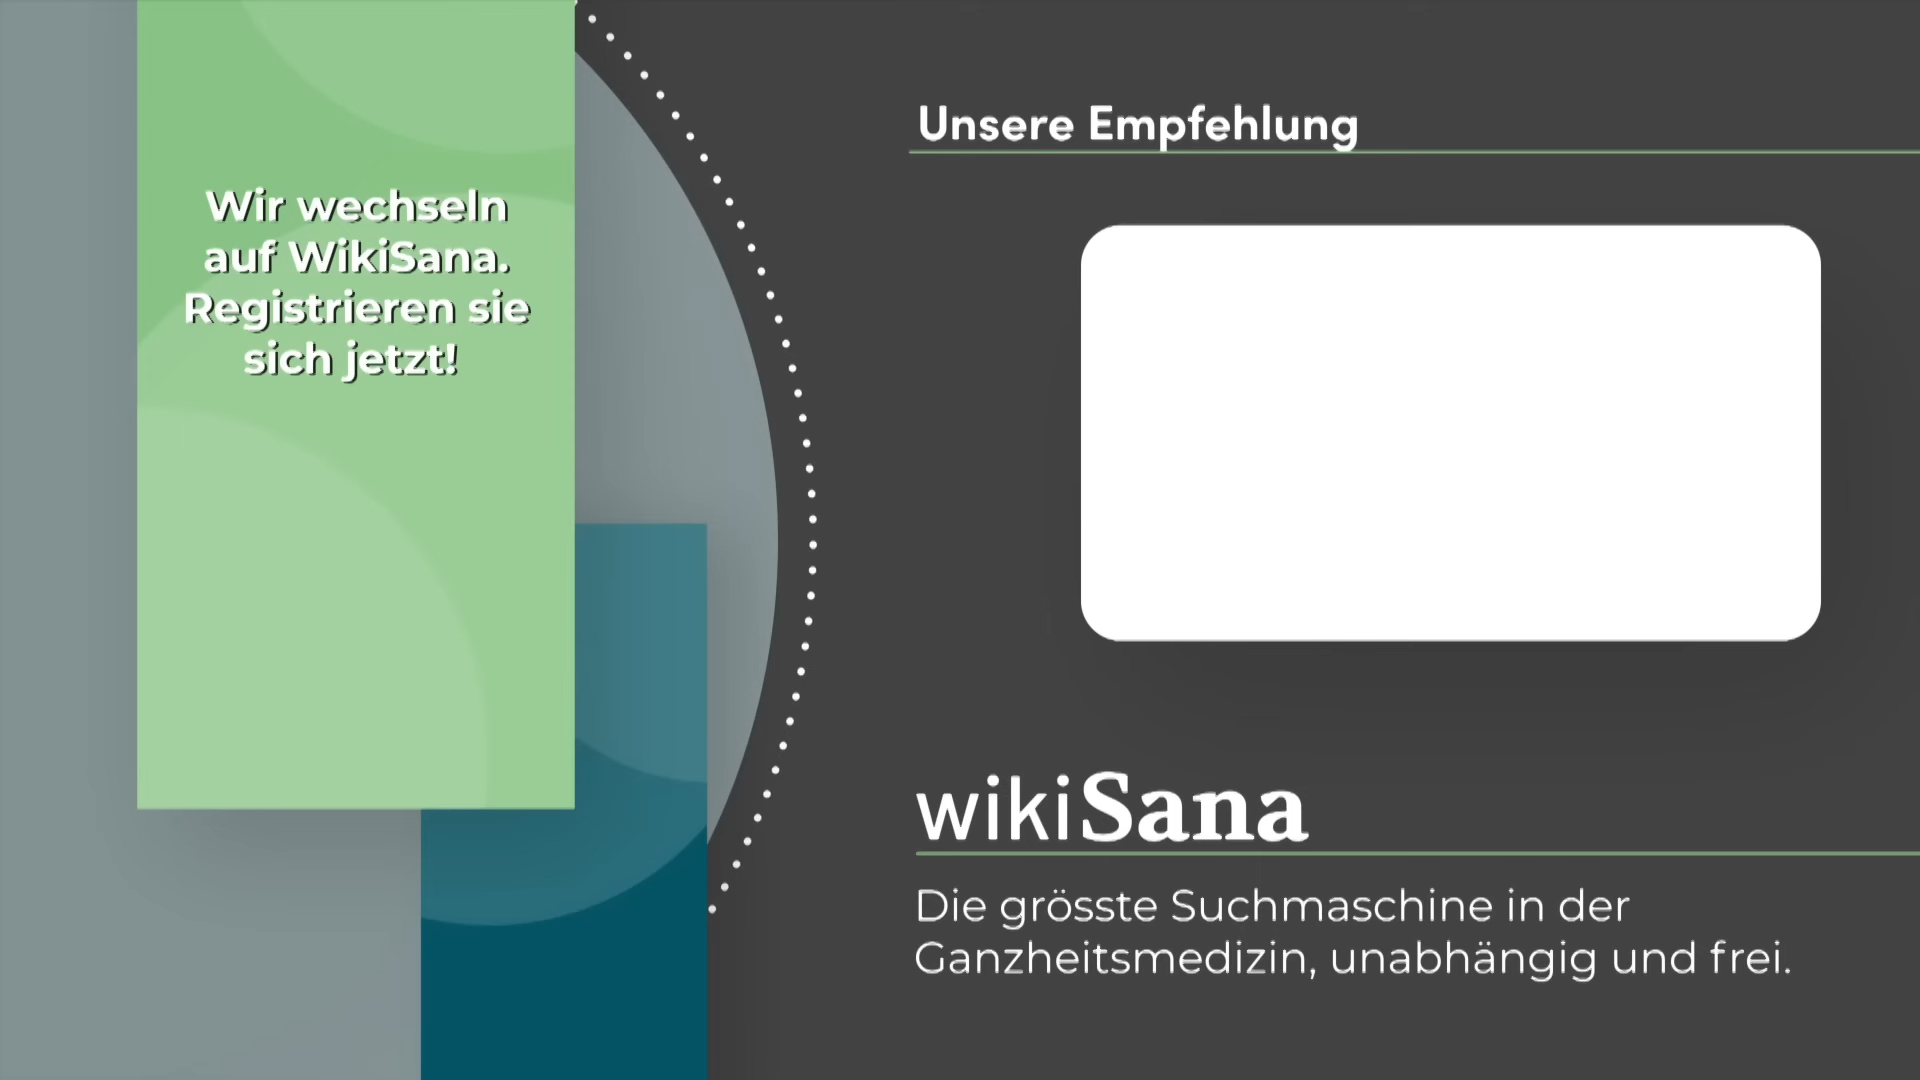 Wir wechseln
auf WikiSana.
Registrieren sie
sich jetzt!
Unsere Empfehlung
wikiSana
Die grösste Suchmaschine in der
Ganzheitsmedizin, unabhängig und frei.